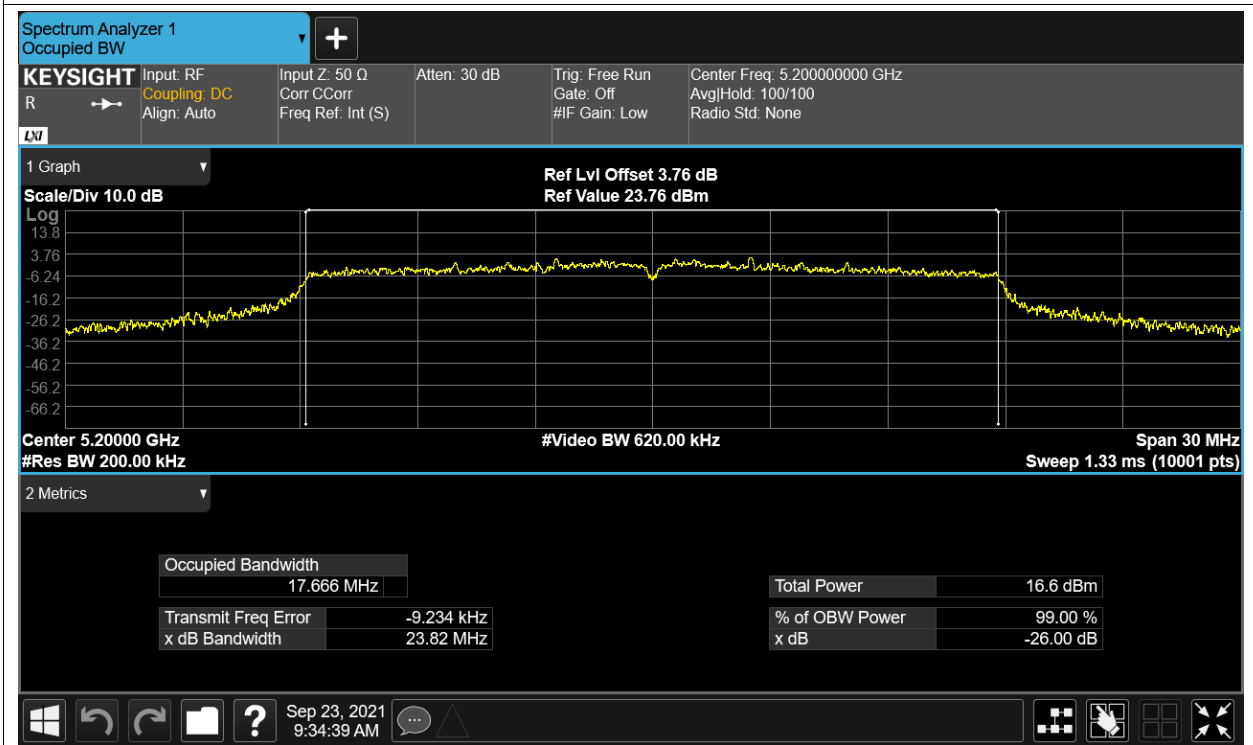 Spectrum Analyzer 1
Occupied BW
KEYSIGHT
R
LXI
Input: RF
Coupling: DC
Align: Auto
Input Z: 50 Ω
Corr CCorr
Freq Ref: Int (S)
Atten: 30 dB
Trig: Free Run
Gate: Off
#IF Gain: Low
Center Freq: 5.200000000 GHz
Avg|Hold: 100/100
Radio Std: None
1 Graph
Scale/Div 10.0 dB
Ref Lvl Offset 3.76 dB
Ref Value 23.76 dBm
Log
13.8
3.76
-6.24
-16.2
-26.2
-36.2
-46.2
-56.2
-66.2
Center 5.20000 GHz
#Video BW 620.00 kHz
Span 30 MHz
#Res BW 200.00 kHz
Sweep 1.33 ms (10001 pts)
2 Metrics
Occupied Bandwidth
17.666 MHz
Total Power 16.6 dBm
Transmit Freq Error -9.234 kHz
% of OBW Power 99.00 %
x dB Bandwidth 23.82 MHz
x dB -26.00 dB
?
Sep 23, 2021
9:34:39 AM